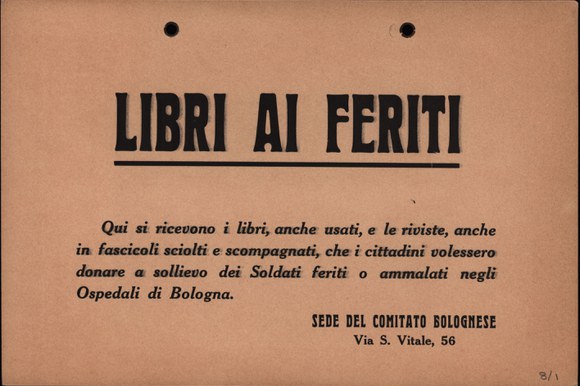 LIBRI AI FERITI
Qui si ricevono i libri, anche usati, e le riviste, anche
in fascicoli sciolti e scompagnati, che i cittadini volessero
donare a sollievo dei Soldati feriti o ammalati negli
Ospedali di Bologna.
SEDE DEL COMITATO BOLOGNESE
Via S. Vitale, 56
8/1